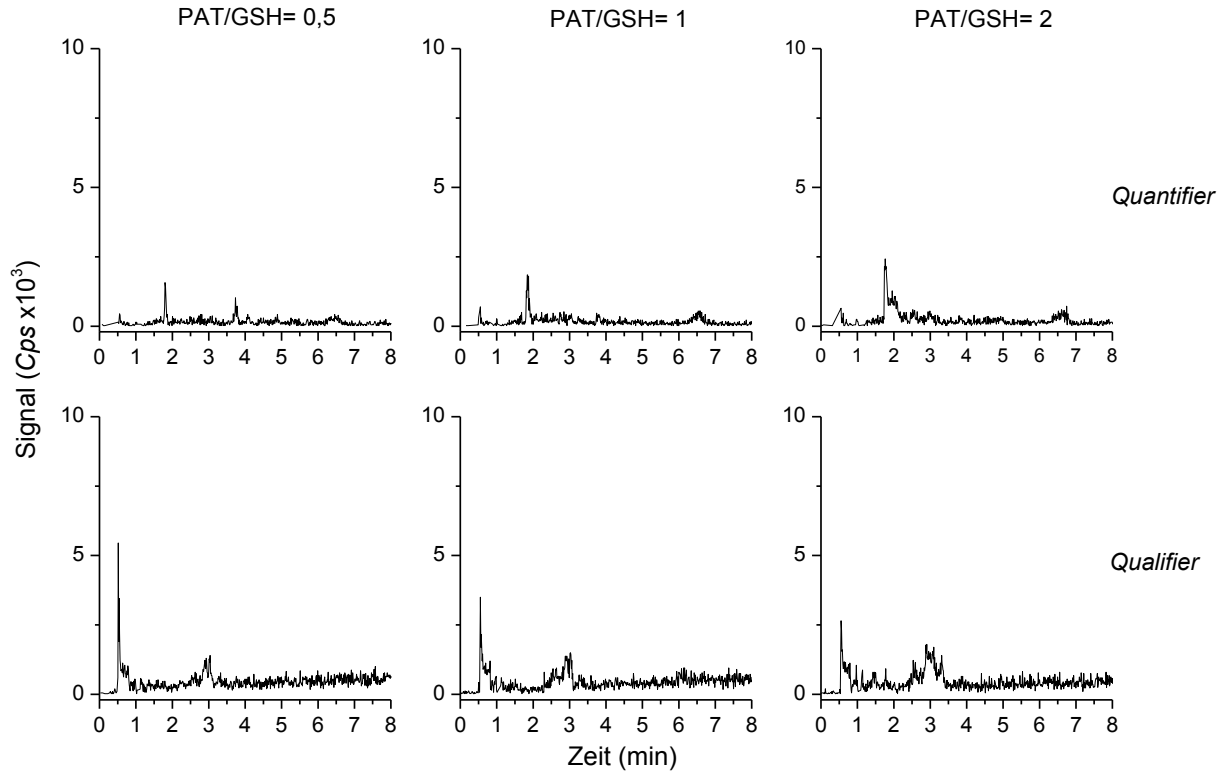 PAT/GSH= 0,5 PAT/GSH= 1 PAT/GSH= 2
10 10 10
5 5 5 Quantifier
0 0 0
0 1 2 3 4 5 6 7 8 0 1 2 3 4 5 6 7 8 0 1 2 3 4 5 6 7 8
Signal (Cps x10³)
10 10 10
5 5 5 Qualifier
0 0 0
0 1 2 3 4 5 6 7 8 0 1 2 3 4 5 6 7 8 0 1 2 3 4 5 6 7 8
Zeit (min)